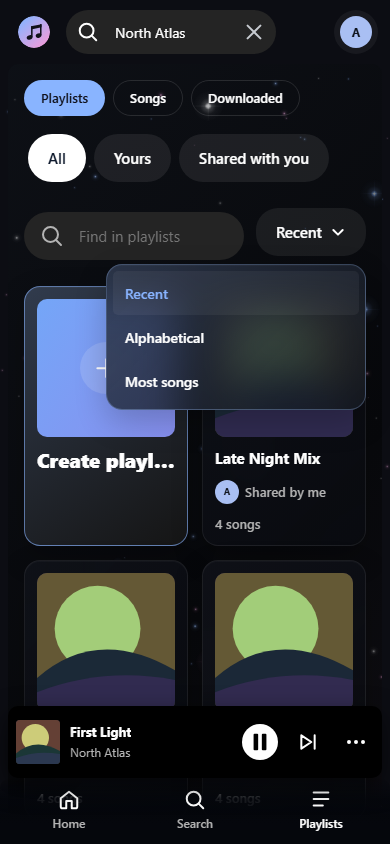 North Atlas
A
Playlists
Songs
Downloaded
All
Yours
Shared with you
Find in playlists
Recent
Recent
Alphabetical
Most songs
Create playl...
Late Night Mix
A
Shared by me
4 songs
First Light
North Atlas
4 songs
4 songs
Home
Search
Playlists